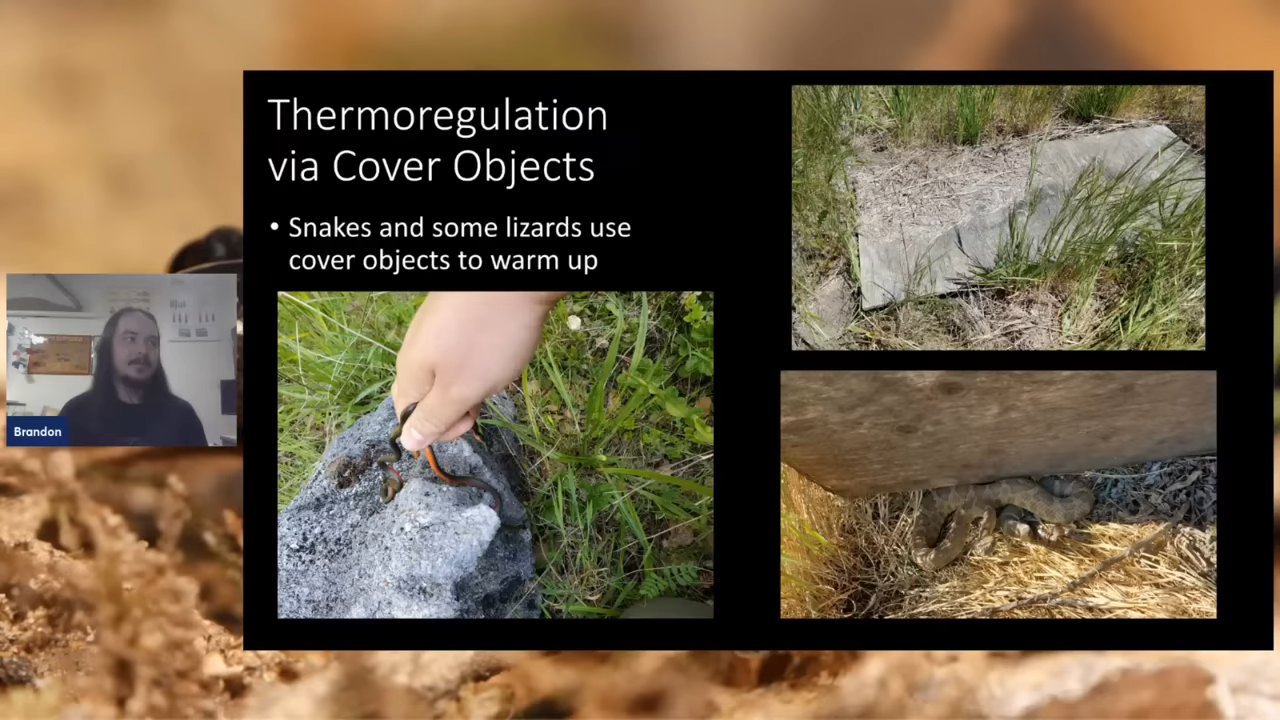 Thermoregulation
via Cover Objects
• Snakes and some lizards use
cover objects to warm up
Brandon